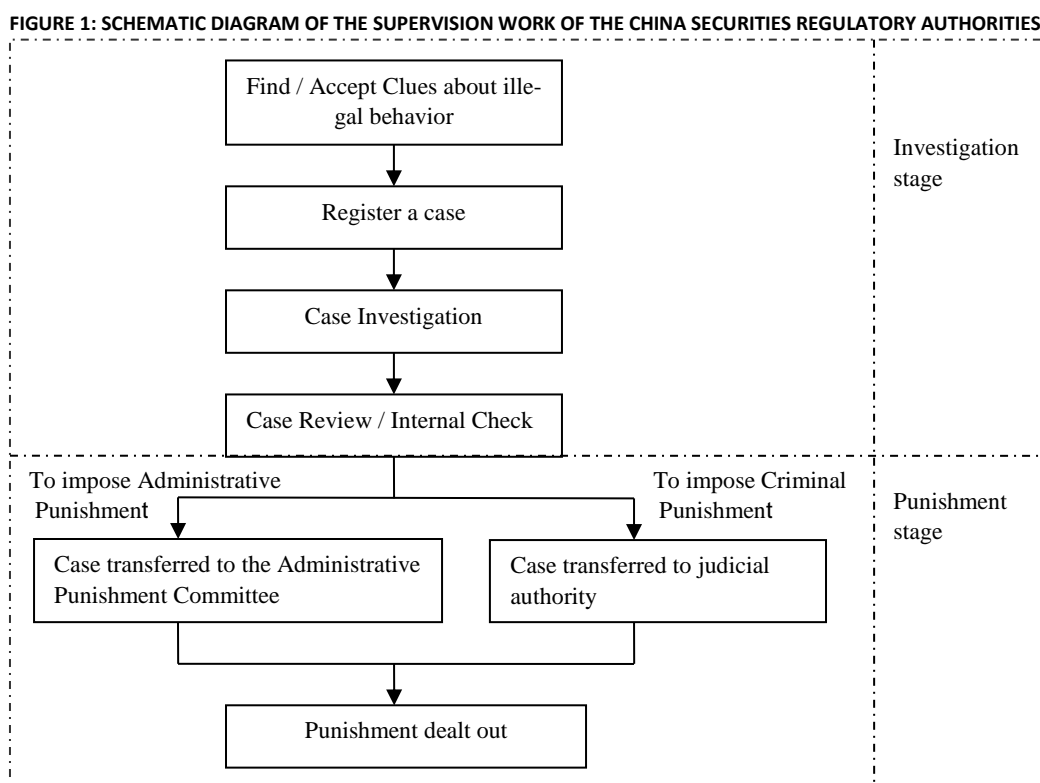 FIGURE 1: SCHEMATIC DIAGRAM OF THE SUPERVISION WORK OF THE CHINA SECURITIES REGULATORY AUTHORITIES
Find / Accept Clues about ille-
gal behavior
Investigation
stage
Register a case
Case Investigation
Case Review / Internal Check
To impose Administrative
Punishment
To impose Criminal
Punishment
Punishment
stage
Case transferred to the Administrative
Punishment Committee
Case transferred to judicial
authority
Punishment dealt out